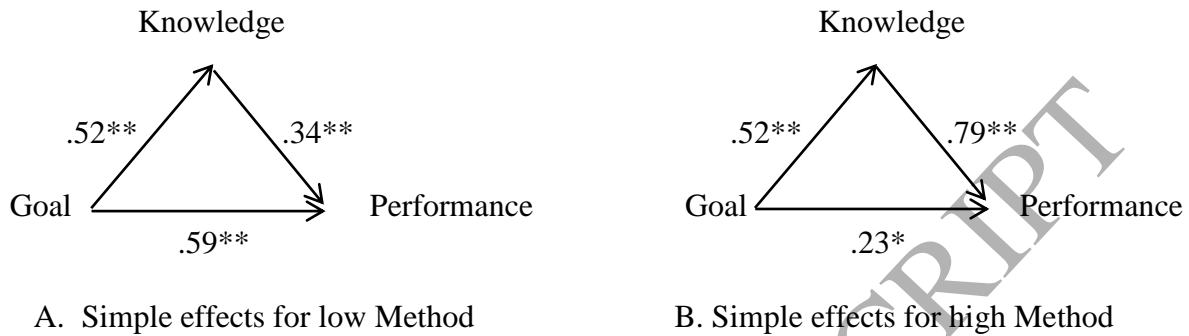 Knowledge Knowledge
.52** .34** .52** .79**
Goal Performance Goal Performance
.59** .23*
A. Simple effects for low Method B. Simple effects for high Method
CRIPT